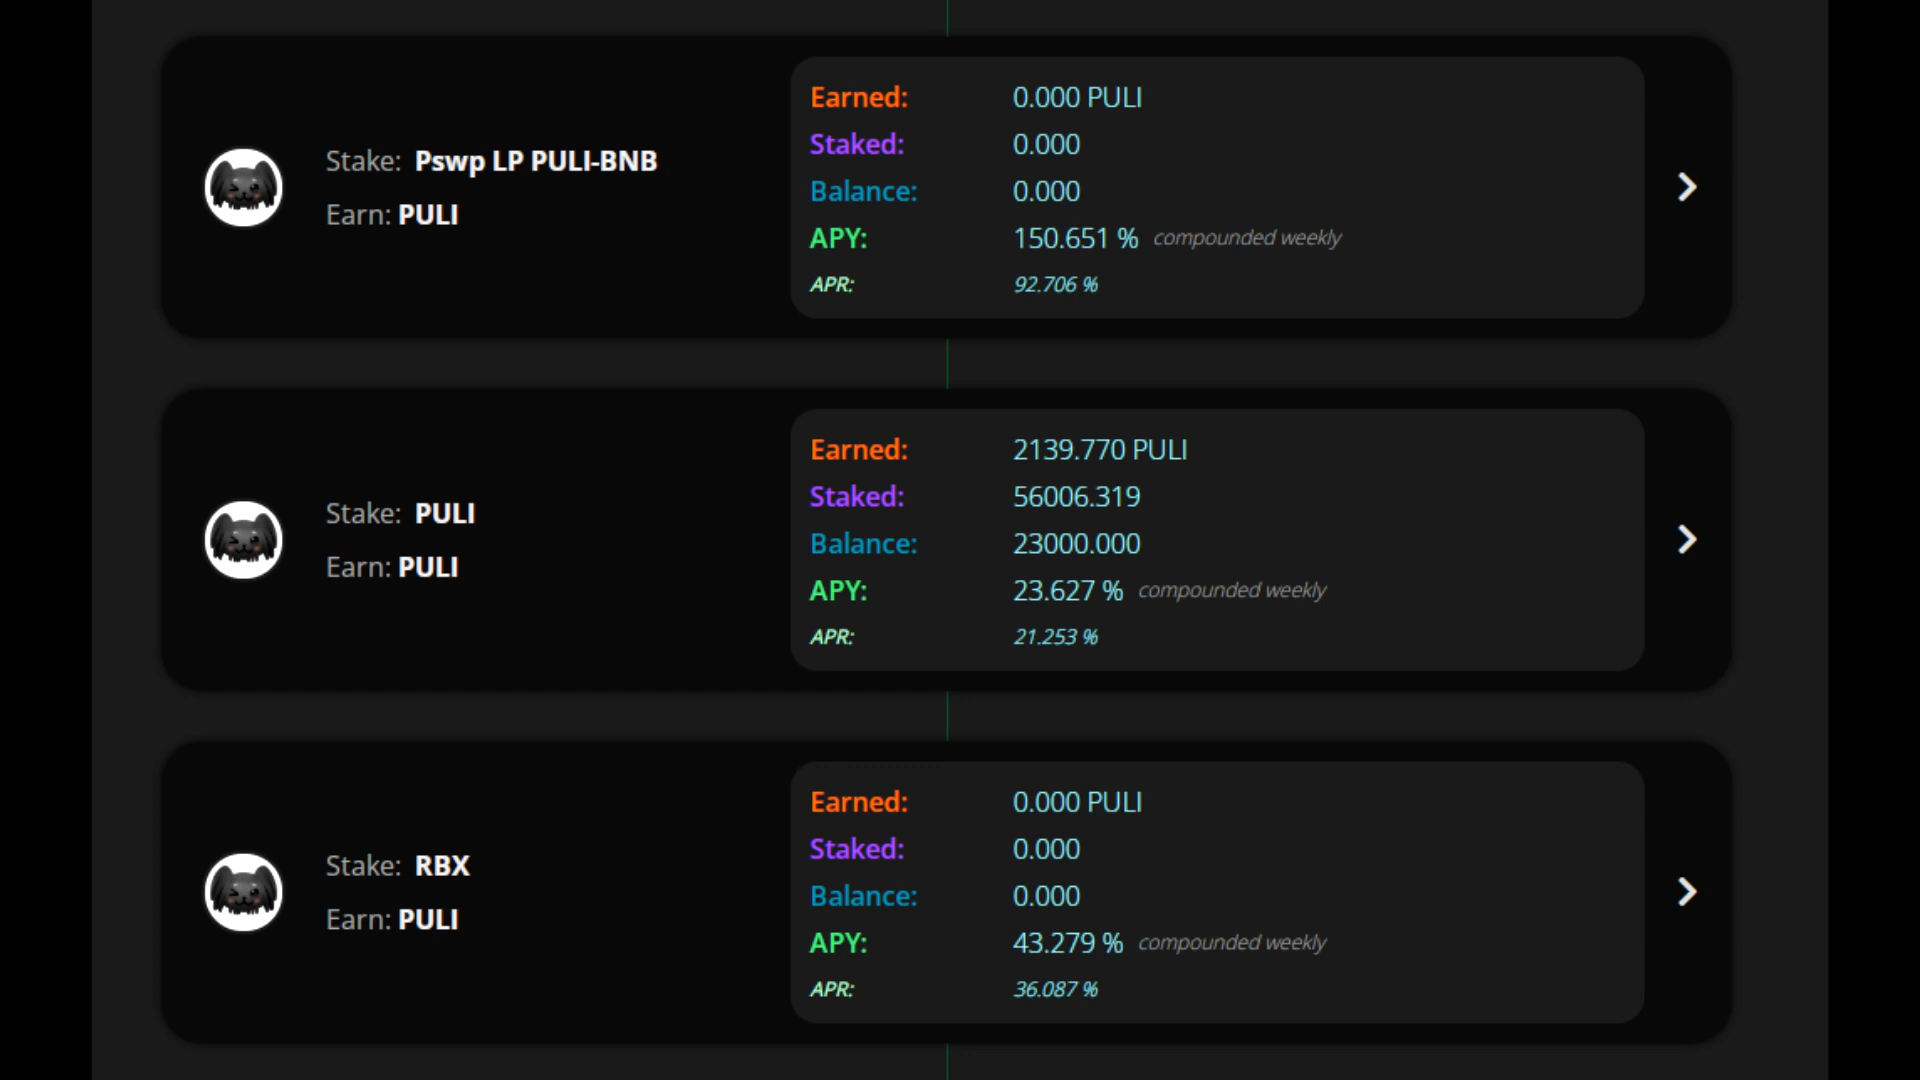 Stake: Pswp LP PULI-BNB
Earn: PULI
Earned: 0.000 PULI
Staked: 0.000
Balance: 0.000
APY: 150.651 % compounded weekly
APR: 92.706 %
Stake: PULI
Earn: PULI
Earned: 2139.770 PULI
Staked: 56006.319
Balance: 23000.000
APY: 23.627 % compounded weekly
APR: 21.253 %
Stake: RBX
Earn: PULI
Earned: 0.000 PULI
Staked: 0.000
Balance: 0.000
APY: 43.279 % compounded weekly
APR: 36.087 %